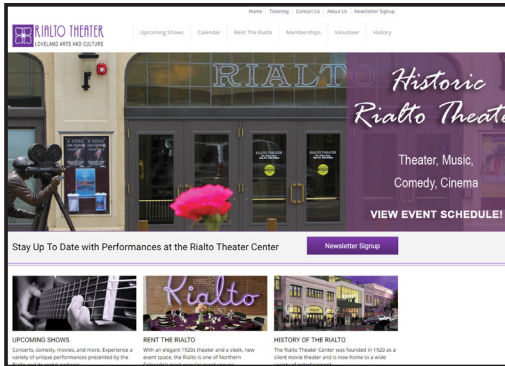 Home Ticketing Contact Us About Us Newsletter Signup
RIALTO THEATER
LOVELAND ARTS AND CULTURE
Upcoming Shows Calendar Rent The Rialto Memberships Volunteer History
RIALTO
Historic
Rialto Theate
Theater, Music,
Comedy, Cinema
VIEW EVENT SCHEDULE!
Stay Up To Date with Performances at the Rialto Theater Center
Newsletter Signup
Rialto
UPCOMING SHOWS
Concerts, comedy, movies, and more. Experience a
variety of unique performances presented by the
RENT THE RIALTO
With an elegant 1920s theater and a sleek, new
event space, the Rialto is one of Northern
HISTORY OF THE RIALTO
The Rialto Theater Center was founded in 1920 as a
silent movie theater and is now home to a wide